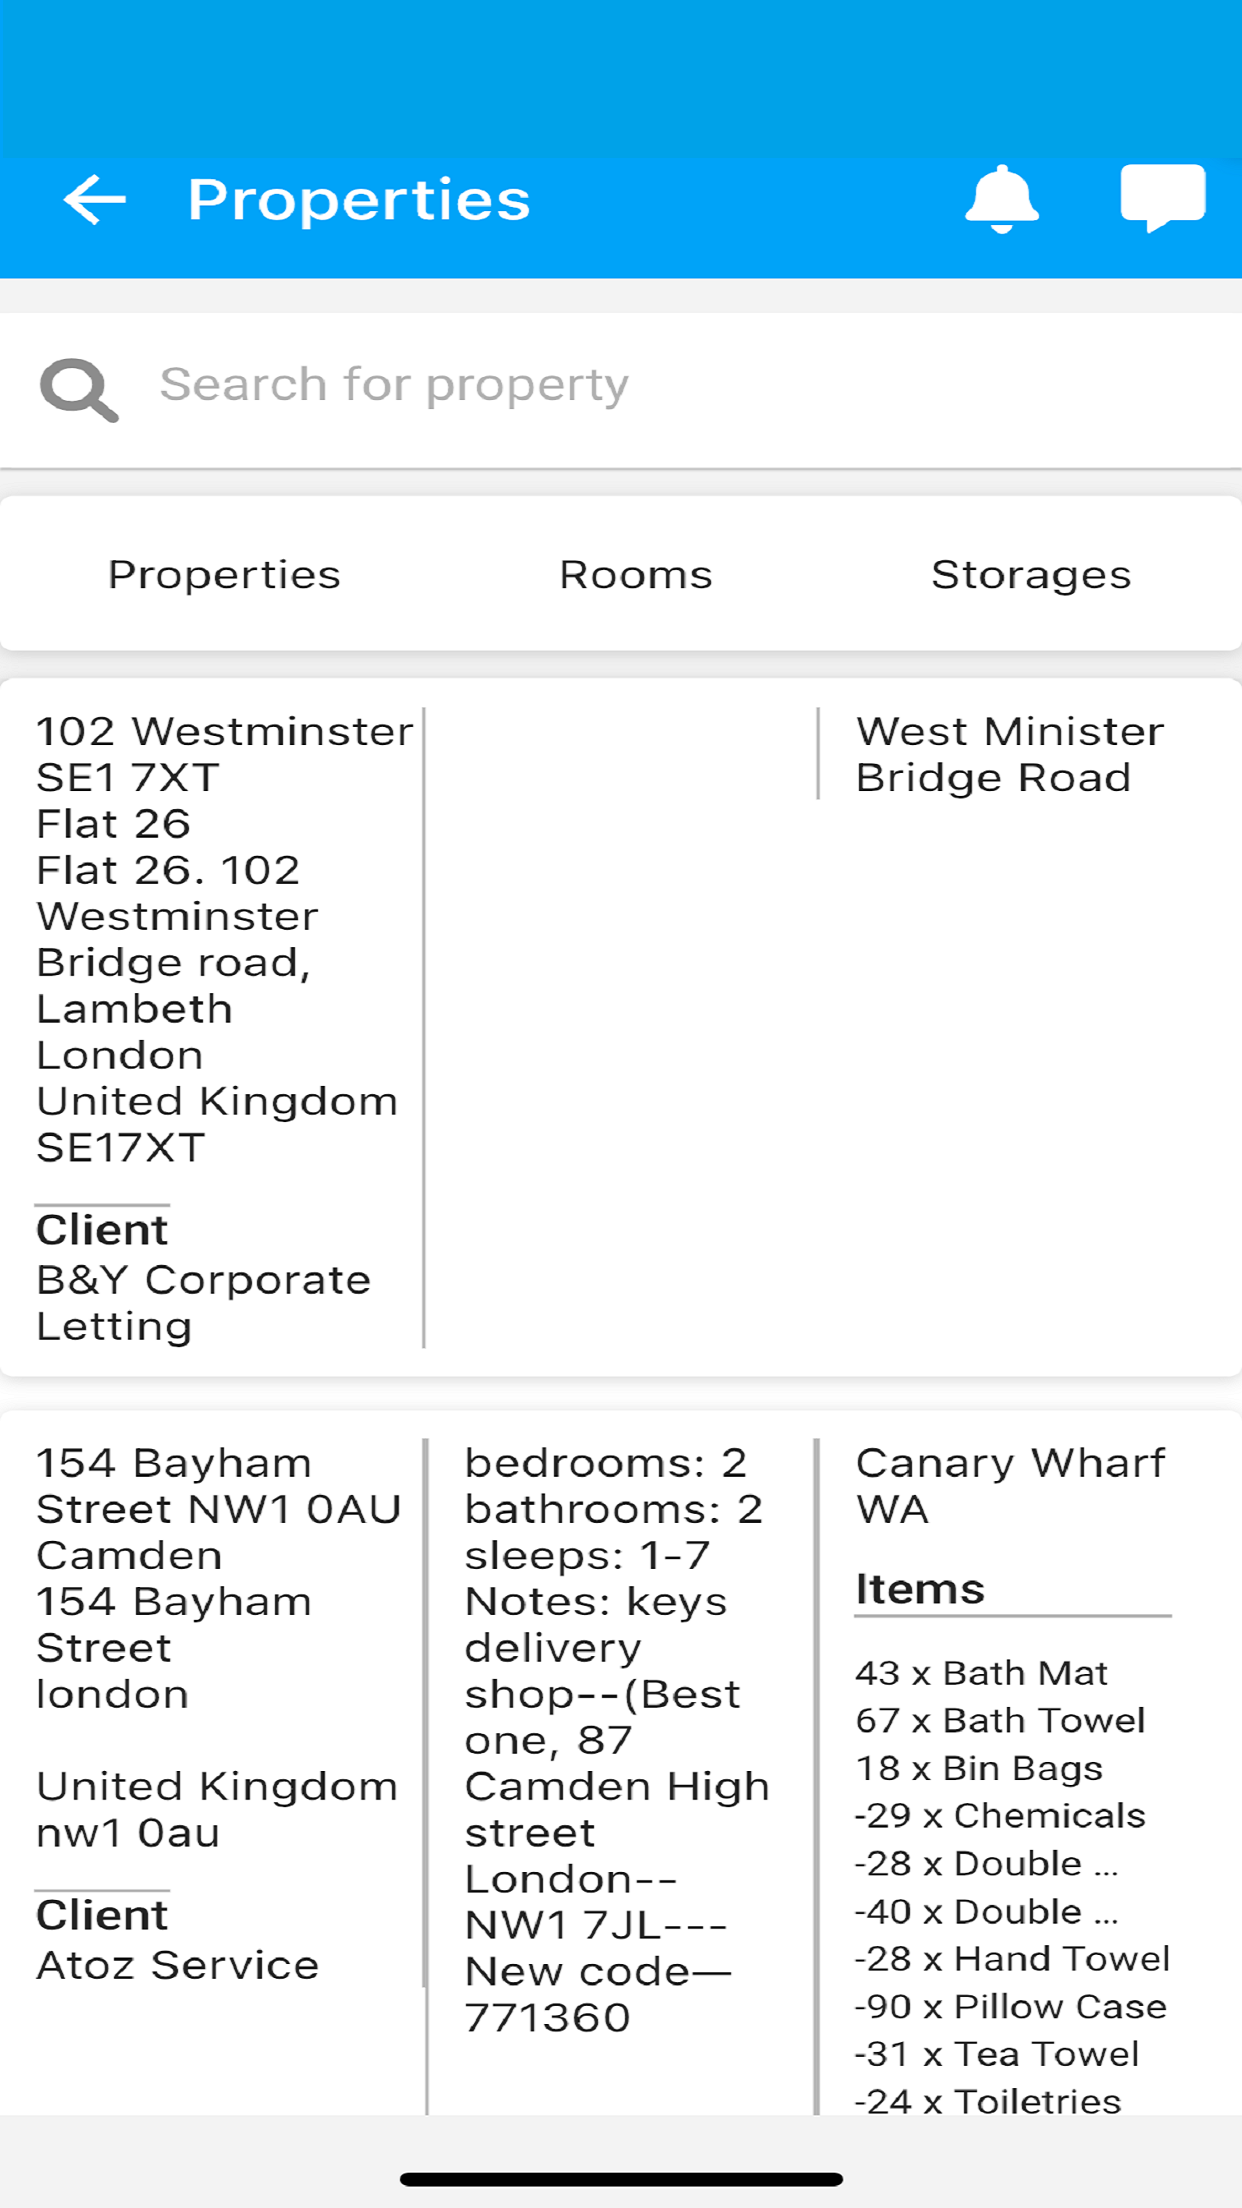 Properties
Search for property
Properties Rooms Storages
102 Westminster
SE1 7XT
Flat 26
Flat 26. 102
Westminster
Bridge road,
Lambeth
London
United Kingdom
SE17XT
Client
B&Y Corporate
Letting
West Minister
Bridge Road
154 Bayham
Street NW1 0AU
Camden
154 Bayham
Street
london
United Kingdom
nw1 0au
Client
Atoz Service
bedrooms: 2
bathrooms: 2
sleeps: 1-7
Notes: keys
delivery
shop--(Best
one, 87
Camden High
street
London--
NW1 7JL---
New code—
771360
Canary Wharf
WA
Items
43 x Bath Mat
67 x Bath Towel
18 x Bin Bags
-29 x Chemicals
-28 x Double ...
-40 x Double ...
-28 x Hand Towel
-90 x Pillow Case
-31 x Tea Towel
-24 x Toiletries